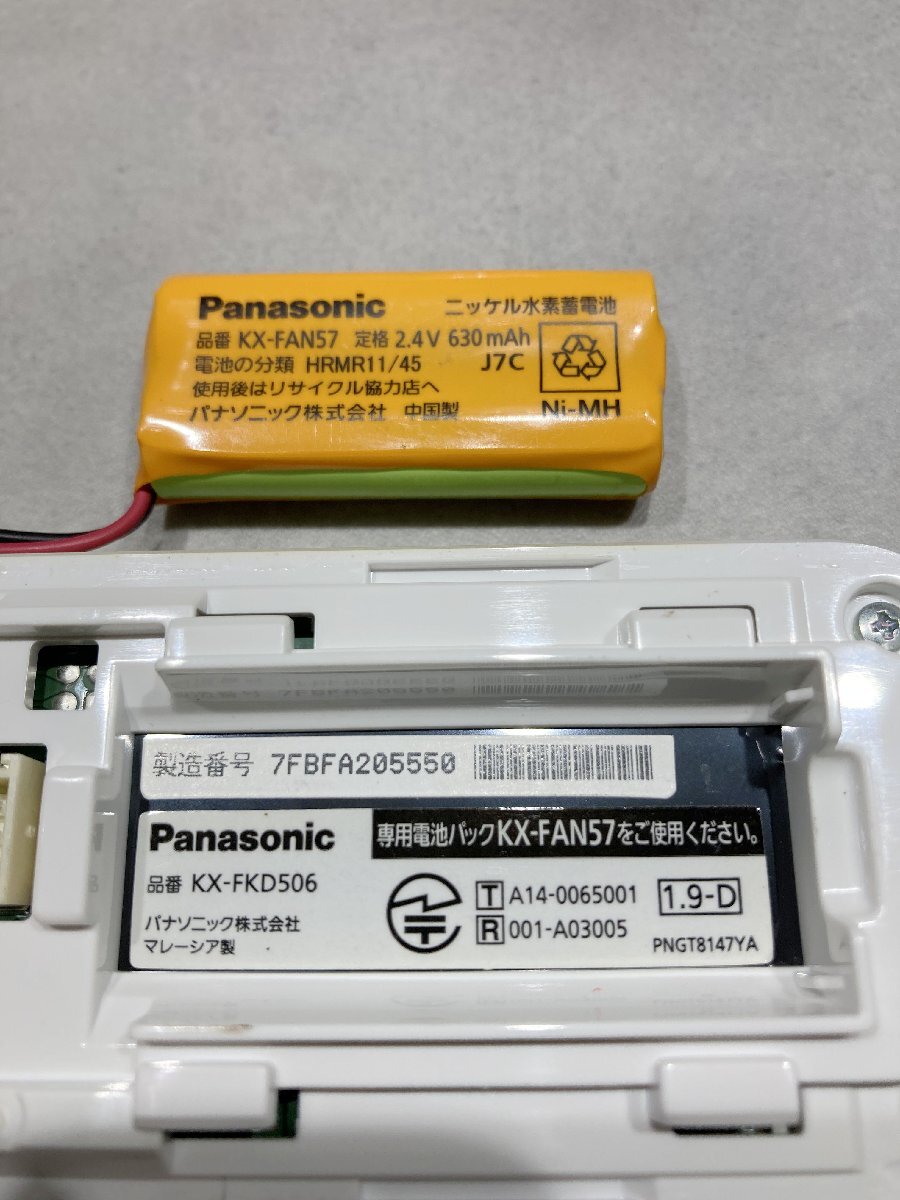 Panasonic ニッケル水素蓄電池
品番 KX-FAN57 定格 2.4V 630mAh
電池の分類 HRMR11/45 J7C
使用後はリサイクル協力店へ
パナソニック株式会社 中国製 Ni-MH
製造番号 7FBFA205550
Panasonic 専用電池パックKX-FAN57をご使用ください。
品番 KX-FKD506
T A14-0065001 1.9-D
パナソニック株式会社 R 001-A03005
マレーシア製 PNGT8147YA